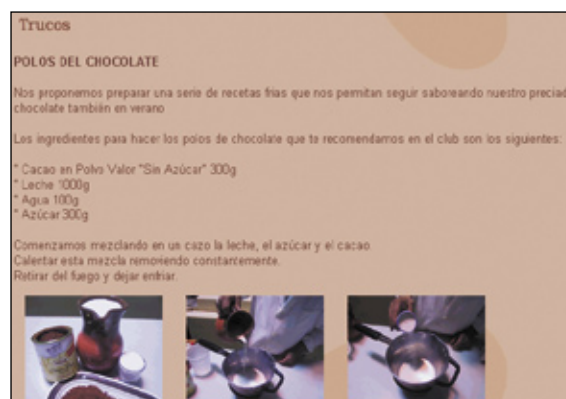 Trucos
POLOS DEL CHOCOLATE
Nos proponemos preparar una serie de recetas frias que nos permitan seguir saboreando nuestro preciad
chocolate también en verano
Los ingredientes para hacer los polos de chocolate que te recomendamos en el club son los siguientes:
* Cacao en Polvo Valor "Sin Azúcar" 300g
* Leche 1000g
* Agua 100g
* Azúcar 300g
Comenzamos mezclando en un cazo la leche, el azúcar y el cacao.
Calentar esta mezcla removiendo constantemente.
Retirar del fuego y dejar enfriar.